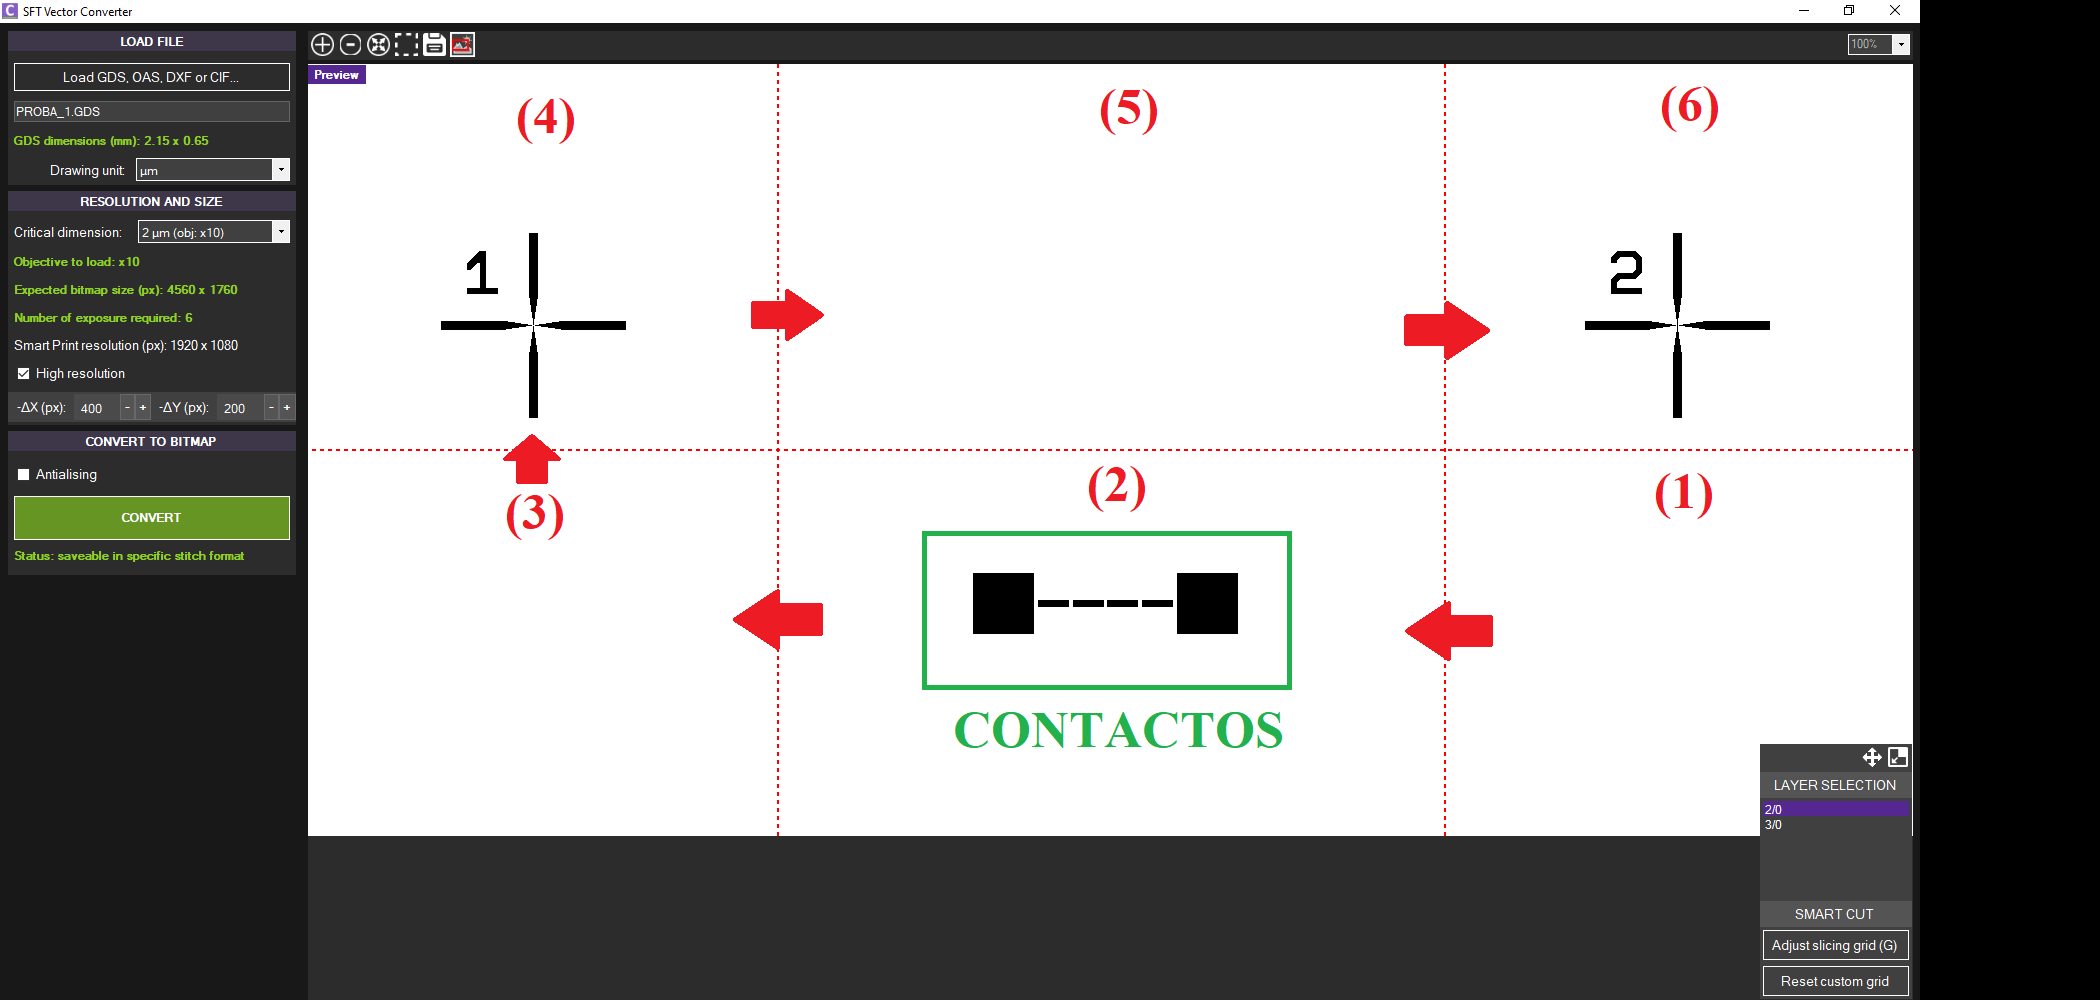 SFT Vector Converter
LOAD FILE
Load GDS, OAS, DXF or CIF...
PROBA_1.GDS
GDS dimensions (mm): 2.15 x 0.65
Drawing unit: µm
RESOLUTION AND SIZE
Critical dimension: 2 µm (obj: x10)
Objective to load: x10
Expected bitmap size (px): 4560 x 1760
Number of exposure required: 6
Smart Print resolution (px): 1920 x 1080
High resolution
-ΔX (px): 400 - + -ΔY (px): 200 - +
CONVERT TO BITMAP
Antialising
CONVERT
Status: saveable in specific stitch format
100%
Preview
(4)
(5)
(6)
1
2
(3)
(2)
(1)
CONTACTOS
LAYER SELECTION
2/0
3/0
SMART CUT
Adjust slicing grid (G)
Reset custom grid